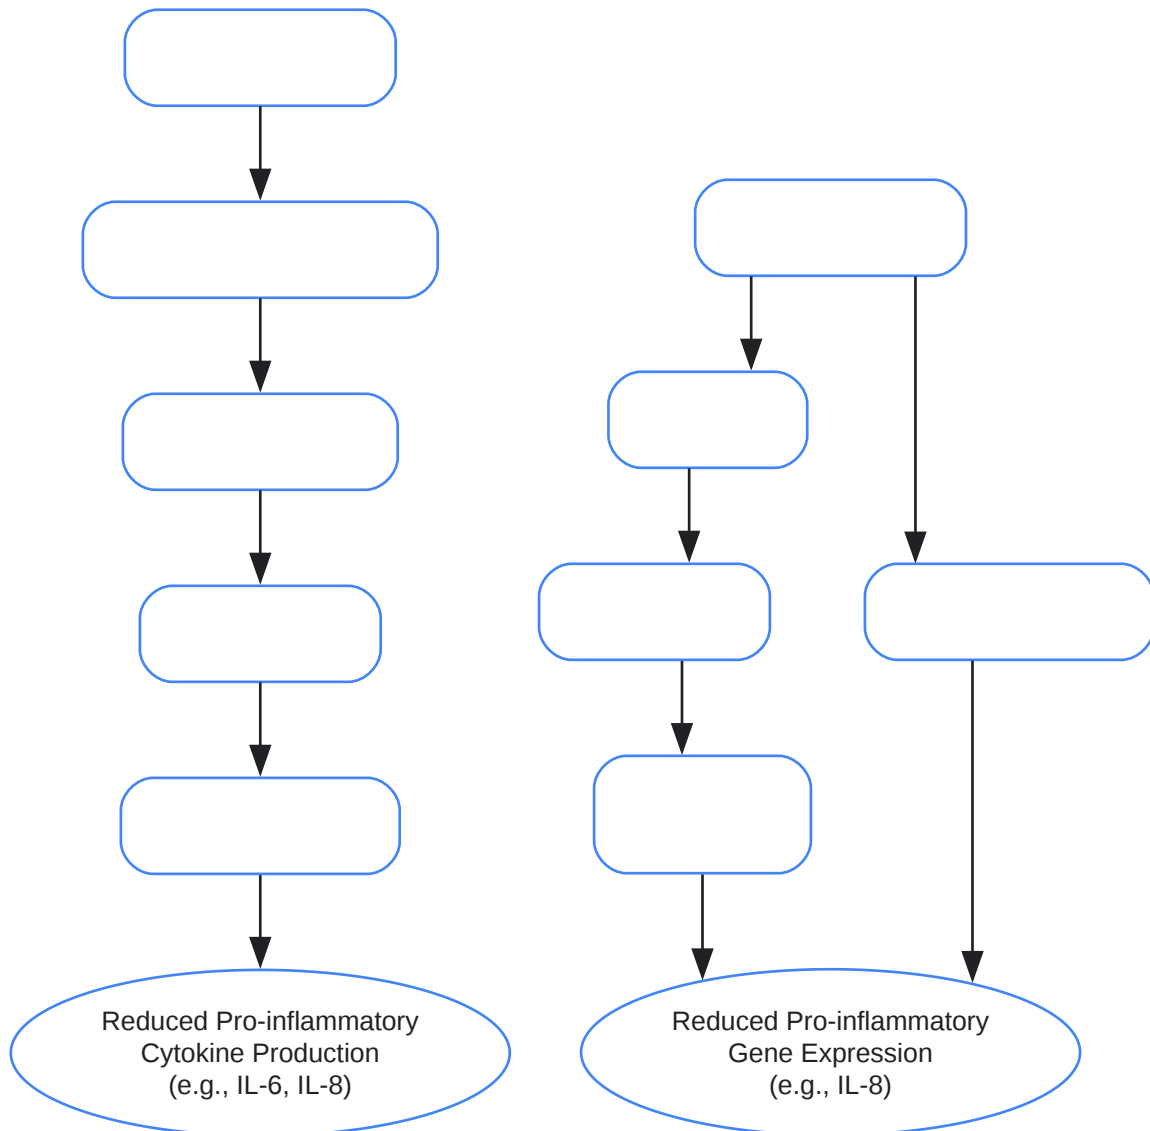 Reduced Pro-inflammatory
Cytokine Production
(e.g., IL-6, IL-8)
Reduced Pro-inflammatory
Gene Expression
(e.g., IL-8)